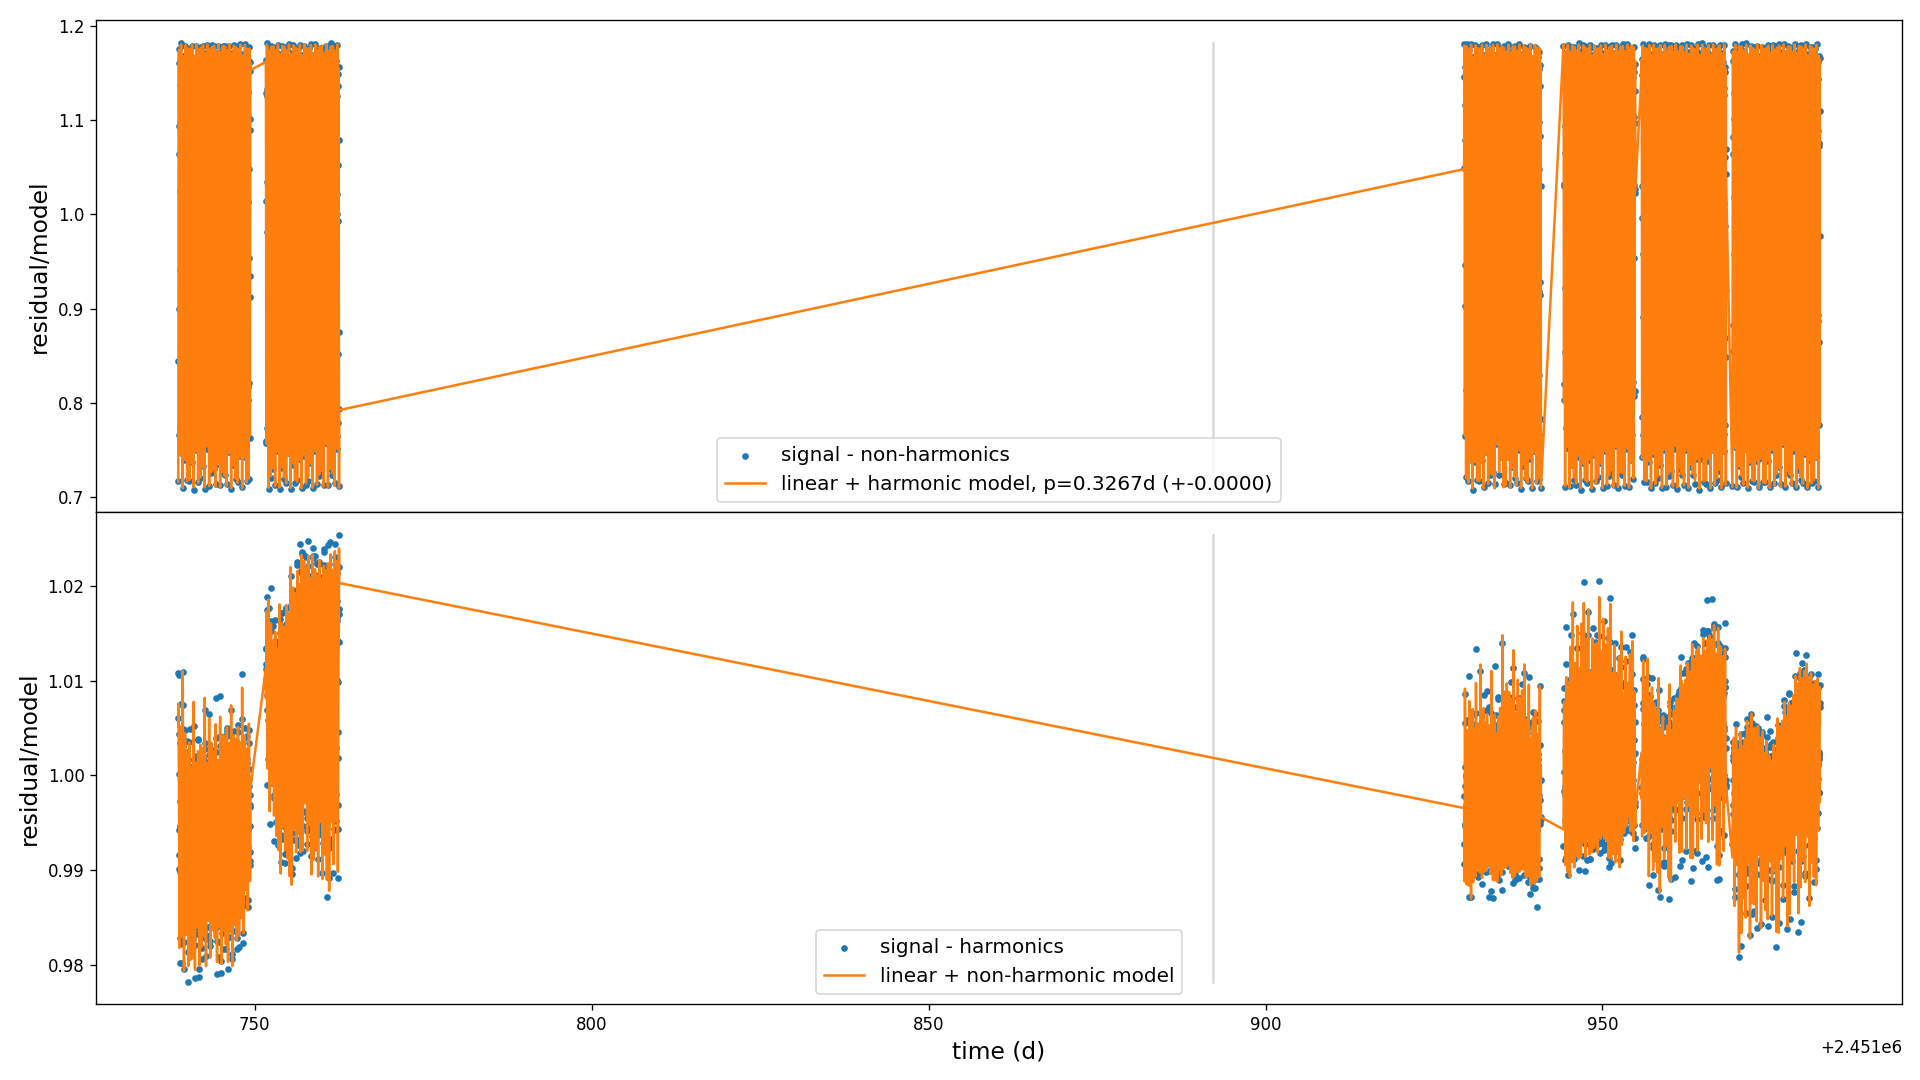 1.2
1.1
1.0
0.9
0.8
0.7
residual/model
signal - non-harmonics
linear + harmonic model, p=0.3267d (+-0.0000)
1.02
1.01
1.00
0.99
0.98
residual/model
signal - harmonics
linear + non-harmonic model
750 800 850 900 950
time (d)
+2.451e6